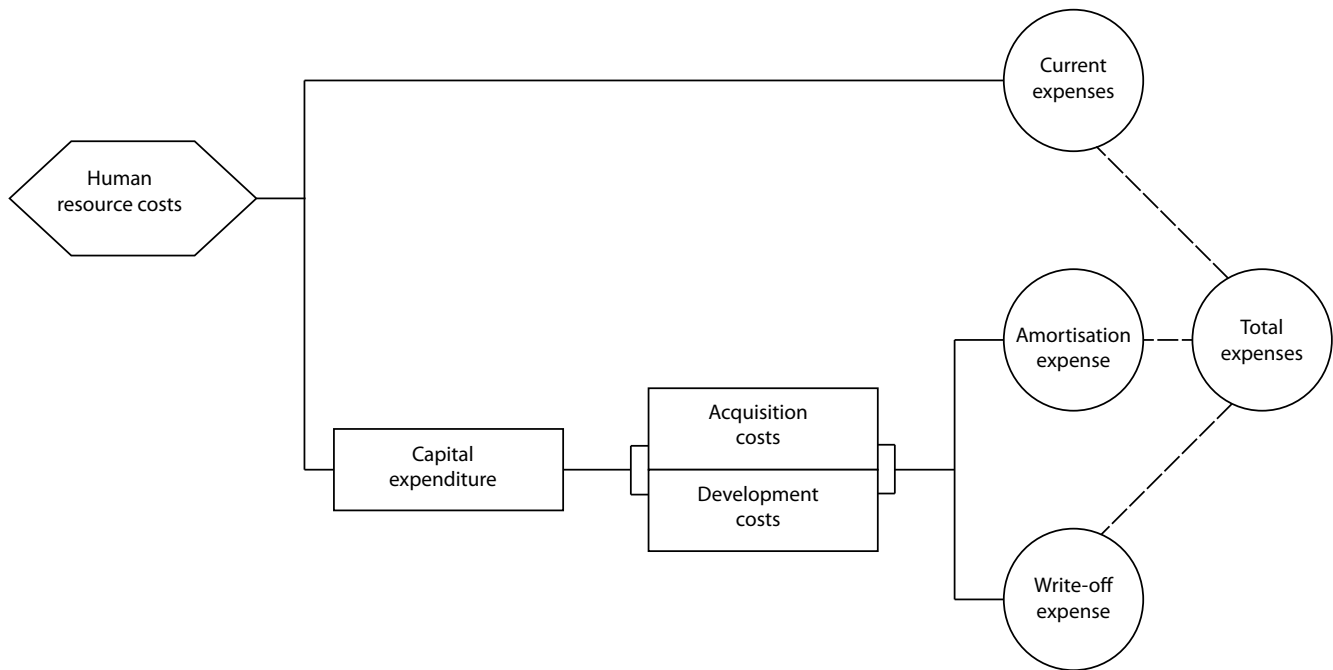 Current
expenses
Human
resource costs
Amortisation
expense
Total
expenses
Acquisition
costs
Capital
expenditure
Development
costs
Write-off
expense